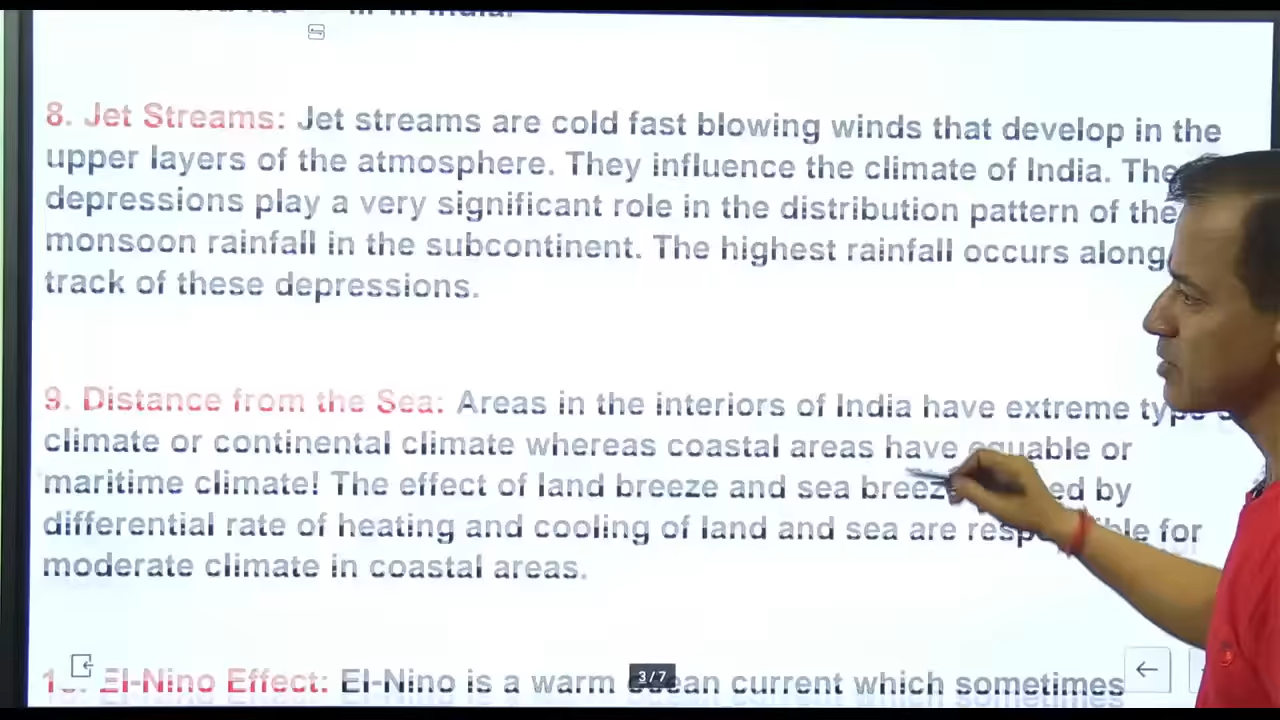 in India.
8. Jet Streams: Jet streams are cold fast blowing winds that develop in the
upper layers of the atmosphere. They influence the climate of India. The
depressions play a very significant role in the distribution pattern of the
monsoon rainfall in the subcontinent. The highest rainfall occurs along
track of these depressions.
9. Distance from the Sea: Areas in the interiors of India have extreme type
climate or continental climate whereas coastal areas have equable or
maritime climate! The effect of land breeze and sea breeze by
differential rate of heating and cooling of land and sea are responsible for
moderate climate in coastal areas.
10. El-Nino Effect: El-Nino is a warm ocean current which sometimes
3/7